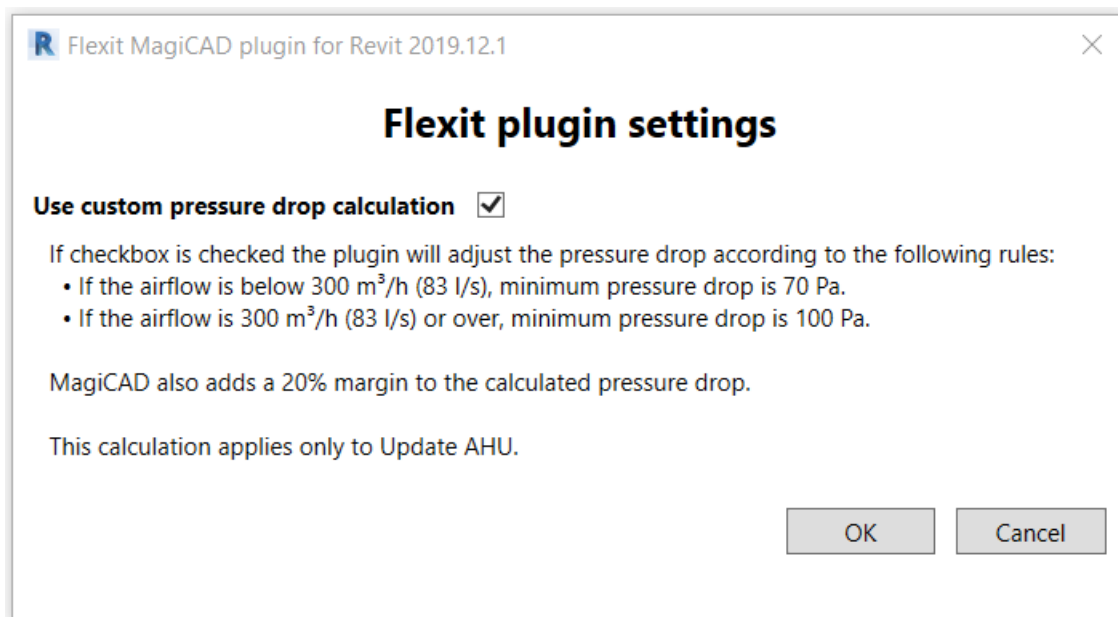 R Flexit MagiCAD plugin for Revit 2019.12.1
Flexit plugin settings
Use custom pressure drop calculation
If checkbox is checked the plugin will adjust the pressure drop according to the following rules:
• If the airflow is below 300 m³/h (83 l/s), minimum pressure drop is 70 Pa.
• If the airflow is 300 m³/h (83 l/s) or over, minimum pressure drop is 100 Pa.
MagiCAD also adds a 20% margin to the calculated pressure drop.
This calculation applies only to Update AHU.
OK Cancel